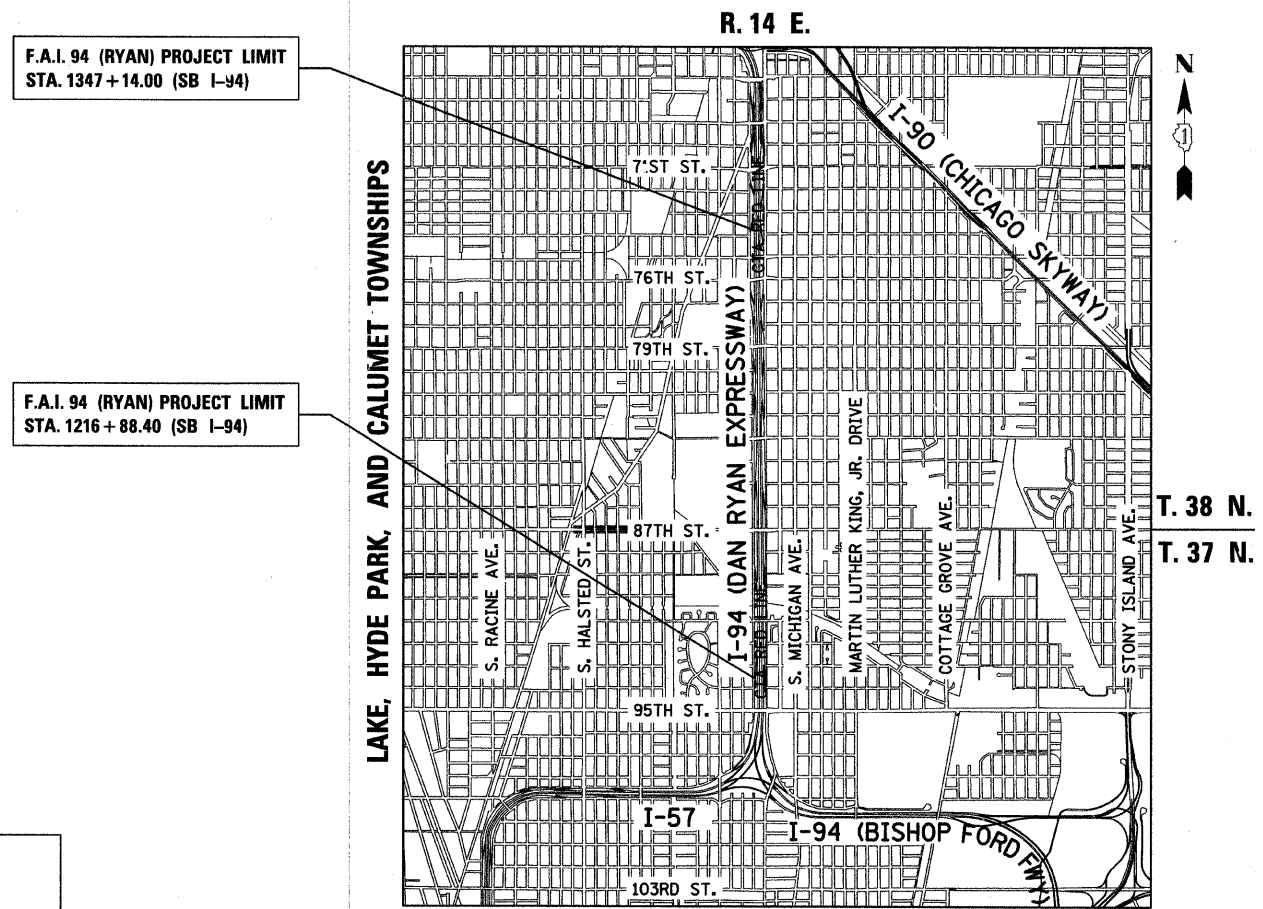 R. 14 E.
F.A.I. 94 (RYAN) PROJECT LIMIT
STA. 1347+14.00 (SB I-94)
N
1
I-90 (CHICAGO SKYWAY)
71ST ST.
CTA RED LINE
76TH ST.
79TH ST.
LAKE, HYDE PARK, AND CALUMET TOWNSHIPS
I-94 (DAN RYAN EXPRESSWAY)
F.A.I. 94 (RYAN) PROJECT LIMIT
STA. 1216+88.40 (SB I-94)
T. 38 N.
87TH ST.
T. 37 N.
S. RACINE AVE.
S. HALSTED ST.
CTA RED LINE
S. MICHIGAN AVE.
MARTIN LUTHER KING, JR. DRIVE
COTTAGE GROVE AVE.
STONY ISLAND AVE.
95TH ST.
I-57
I-94 (BISHOP FORD FWY)
103RD ST.